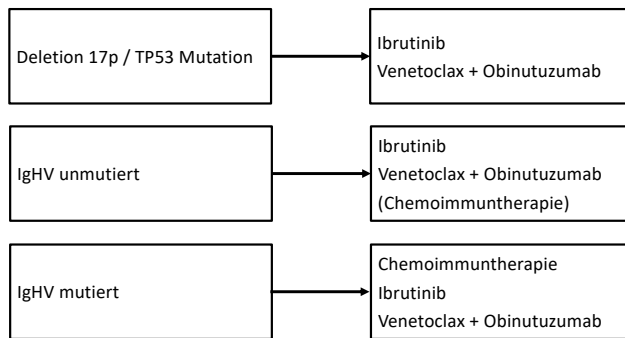 Deletion 17p / TP53 Mutation
Ibrutinib
Venetoclax + Obinutuzumab
IgHV unmutiert
Ibrutinib
Venetoclax + Obinutuzumab
(Chemoimmuntherapie)
IgHV mutiert
Chemoimmuntherapie
Ibrutinib
Venetoclax + Obinutuzumab